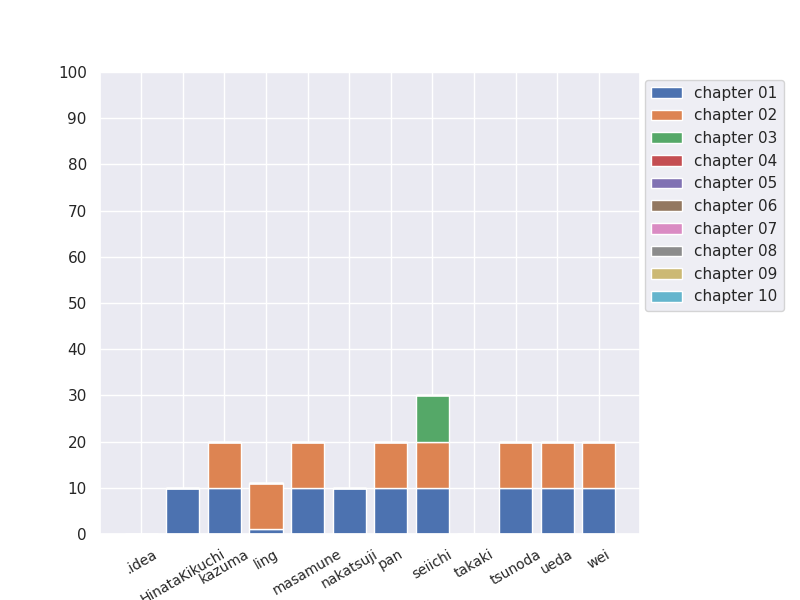 100
90
80
70
60
50
40
30
20
10
0
.idea
HinataKikuchi
kazuma
ling
masamune
nakatsuji
pan
seiichi
takaki
tsunoda
ueda
wei
chapter 01
chapter 02
chapter 03
chapter 04
chapter 05
chapter 06
chapter 07
chapter 08
chapter 09
chapter 10